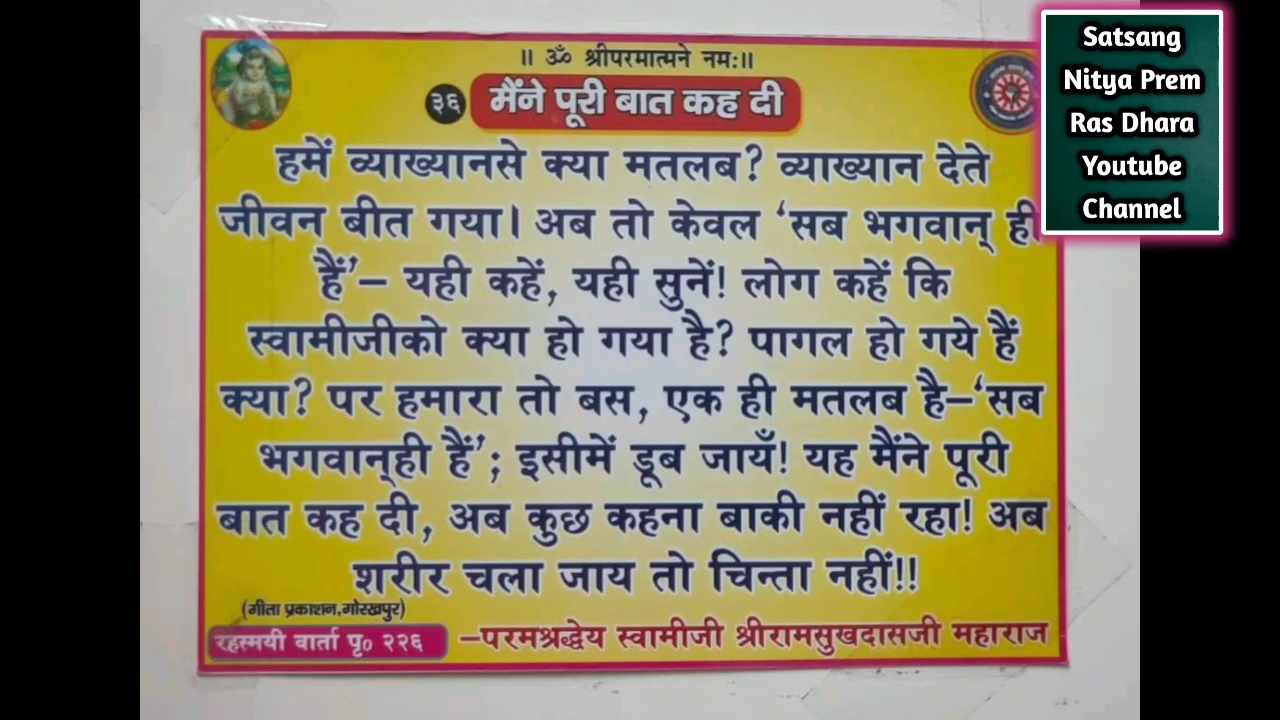 ॥ ॐ श्रीपरमात्मने नमः॥
३६ मैंने पूरी बात कह दी
हमें व्याख्यानसे क्या मतलब? व्याख्यान देते
जीवन बीत गया। अब तो केवल ‘सब भगवान् ही
हैं’– यही कहें, यही सुनें! लोग कहें कि
स्वामीजीको क्या हो गया है? पागल हो गये हैं
क्या? पर हमारा तो बस, एक ही मतलब है–‘सब
भगवान्‌ही हैं’; इसीमें डूब जायँ! यह मैंने पूरी
बात कह दी, अब कुछ कहना बाकी नहीं रहा! अब
शरीर चला जाय तो चिन्ता नहीं!!
(गीता प्रकाशन,गोरखपुर)
रहस्मयी वार्ता पृ० २२६
–परमश्रद्धेय स्वामीजी श्रीरामसुखदासजी महाराज
Satsang
Nitya Prem
Ras Dhara
Youtube
Channel